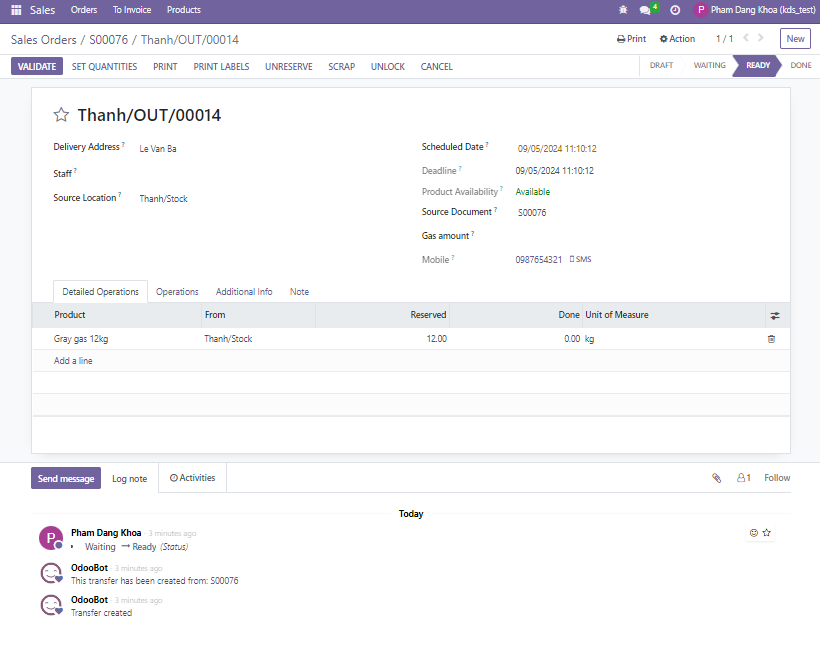 Sales Orders To Invoice Products 4 P Pham Dang Khoa (kds_test)
Sales Orders / S00076 / Thanh/OUT/00014 Print Action 1 / 1 New
VALIDATE SET QUANTITIES PRINT PRINT LABELS UNRESERVE SCRAP UNLOCK CANCEL DRAFT WAITING READY DONE
Thanh/OUT/00014
Delivery Address ? Le Van Ba
Staff ?
Source Location ? Thanh/Stock
Scheduled Date ? 09/05/2024 11:10:12
Deadline ? 09/05/2024 11:10:12
Product Availability ? Available
Source Document ? S00076
Gas amount ?
Mobile ? 0987654321 SMS
Detailed Operations Operations Additional Info Note
Product From Reserved Done Unit of Measure
Gray gas 12kg Thanh/Stock 12.00 0.00 kg
Add a line
Send message Log note Activities 1 Follow
Today
P Pham Dang Khoa - 3 minutes ago
• Waiting → Ready (Status)
OdooBot - 3 minutes ago
This transfer has been created from: S00076
OdooBot - 3 minutes ago
Transfer created